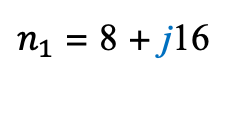 n₁ = 8 + j16